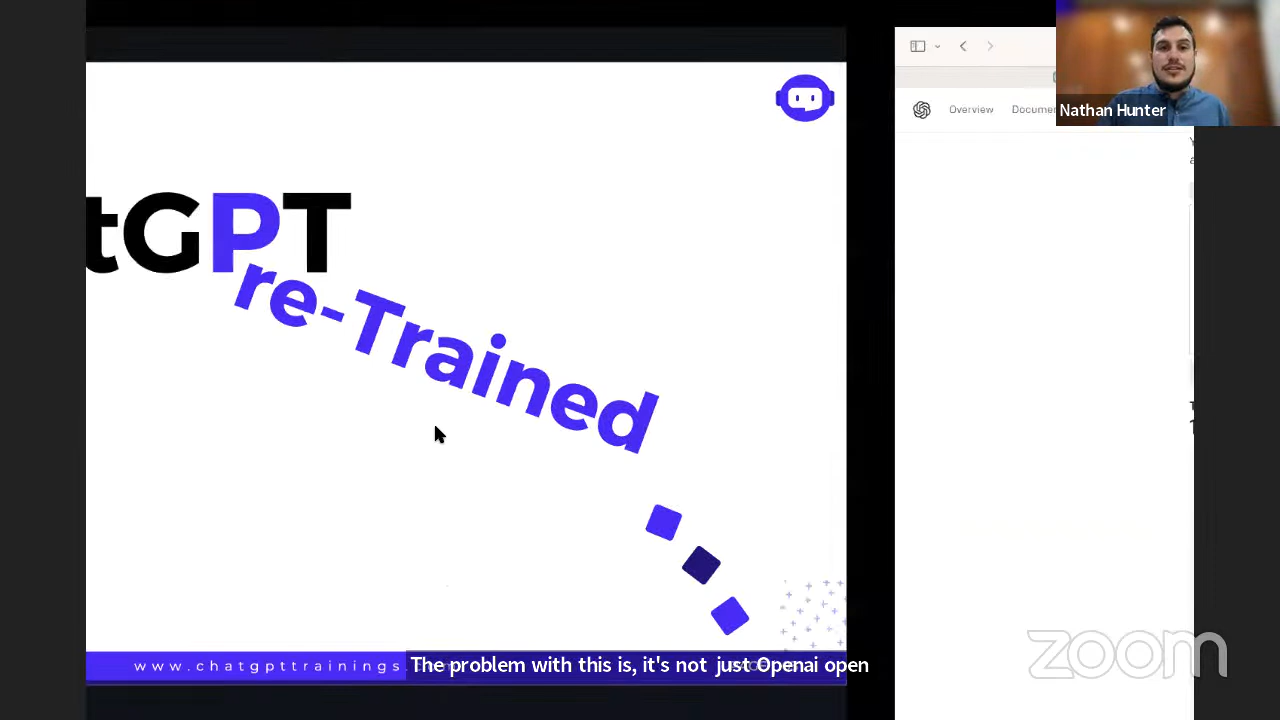 Overview Documen
Nathan Hunter
tGPT
re-Trained
www.chatgpttrainings.
The problem with this is, it's not just Openai open
zoom